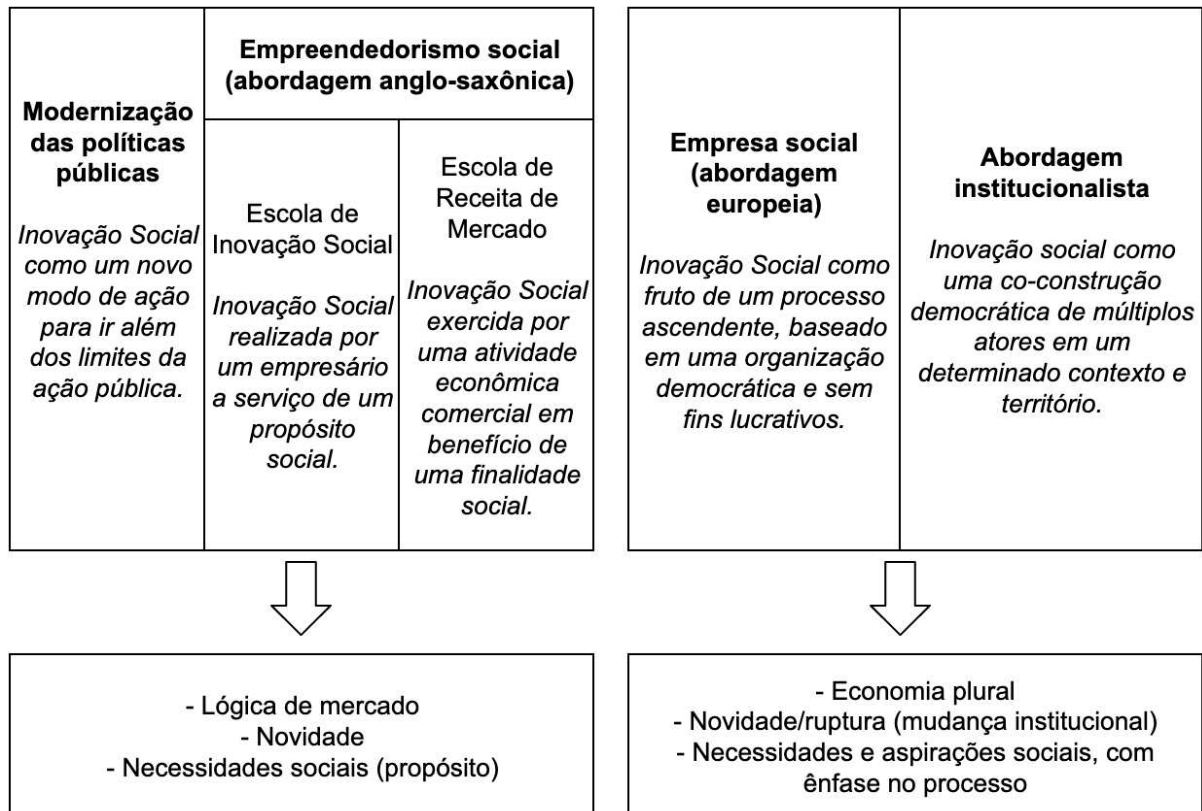 Modernização
das políticas
públicas
Inovação Social
como um novo
modo de ação
para ir além
dos limites da
ação pública.
Empreendedorismo social
(abordagem anglo-saxônica)
Escola de
Inovação Social
Inovação Social
realizada por
um empresário
a serviço de um
propósito
social.
Escola de
Receita de
Mercado
Inovação Social
exercida por
uma atividade
econômica
comercial em
benefício de
uma finalidade
social.
Empresa social
(abordagem
europeia)
Inovação Social como
fruto de um processo
ascendente, baseado
em uma organização
democrática e sem
fins lucrativos.
Abordagem
institucionalista
Inovação social como
uma co-construção
democrática de múltiplos
atores em um
determinado contexto e
território.
- Lógica de mercado
- Novidade
- Necessidades sociais (propósito)
- Economia plural
- Novidade/ruptura (mudança institucional)
- Necessidades e aspirações sociais, com
ênfase no processo